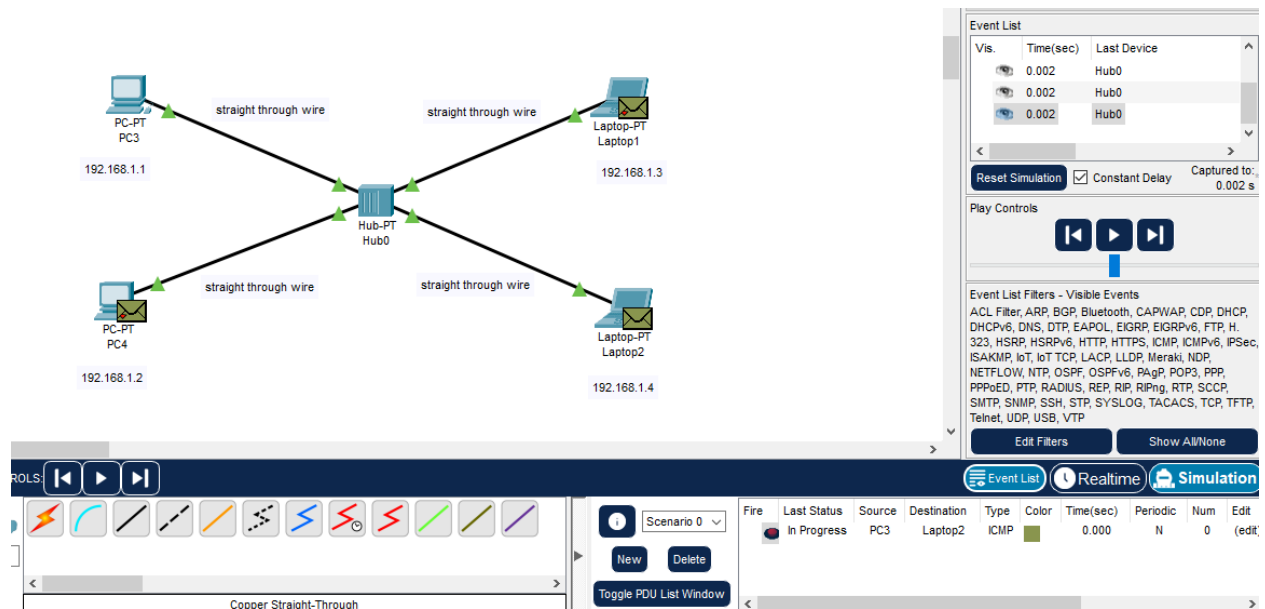 Event List
Vis. Time(sec) Last Device
0.002 Hub0
0.002 Hub0
0.002 Hub0
Reset Simulation Constant Delay Captured to:
0.002 s
Play Controls
Event List Filters - Visible Events
ACL Filter, ARP, BGP, Bluetooth, CAPWAP, CDP, DHCP,
DHCPv6, DNS, DTP, EAPOL, EIGRP, EIGRPv6, FTP, H.
323, HSRP, HSRPv6, HTTP, HTTPS, ICMP, ICMPv6, IPSec,
ISAKMP, IoT, IoT TCP, LACP, LLDP, Meraki, NDP,
NETFLOW, NTP, OSPF, OSPFv6, PAgP, POP3, PPP,
PPPoED, PTP, RADIUS, REP, RIP, RIPng, RTP, SCCP,
SMTP, SNMP, SSH, STP, SYSLOG, TACACS, TCP, TFTP,
Telnet, UDP, USB, VTP
Edit Filters Show All/None
straight through wire
straight through wire
PC-PT
PC3
192.168.1.1
Laptop-PT
Laptop1
192.168.1.3
Hub-PT
Hub0
straight through wire
straight through wire
PC-PT
PC4
192.168.1.2
Laptop-PT
Laptop2
192.168.1.4
ROLS:
Event List Realtime Simulation
Scenario 0
New Delete
Toggle PDU List Window
Fire Last Status Source Destination Type Color Time(sec) Periodic Num Edit
In Progress PC3 Laptop2 ICMP 0.000 N 0 (edit)
Copper Straight-Through